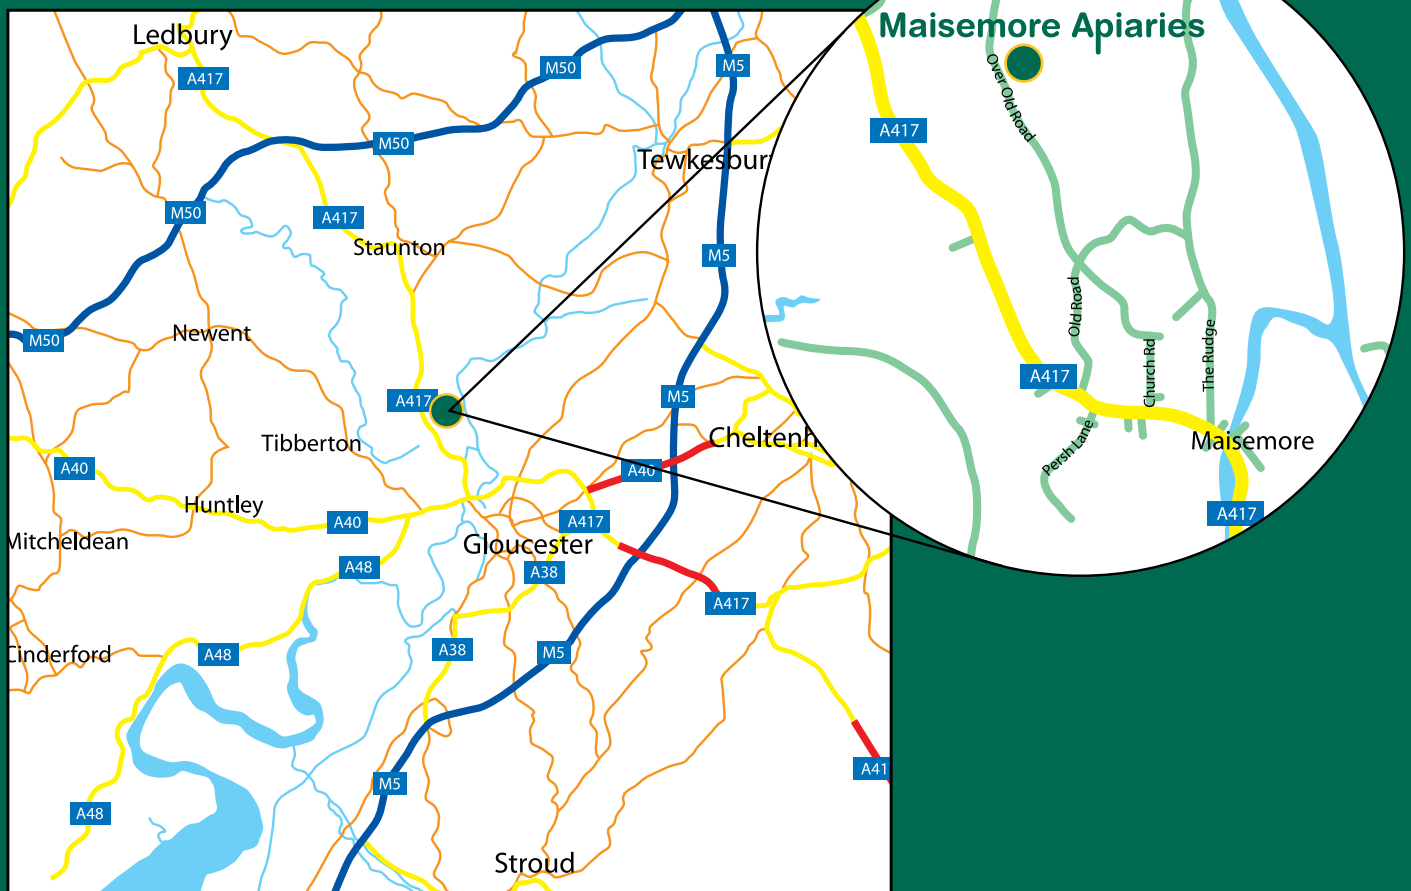 Maisemore Apiaries
Ledbury
A417
M50
M5
Over Old Road
A417
M50
Tewkesbur
M50
A417
Staunton
M5
Old Road
M50
Newent
Church Rd
The Rudge
A417
A417
M5
Tibberton
Cheltenh
Maisemore
Persh Lane
A40
A40
Huntley
A40
A417
A417
Mitcheldean
Gloucester
A48
A38
A417
Cinderford
A48
A38
M5
A41
M5
A48
Stroud